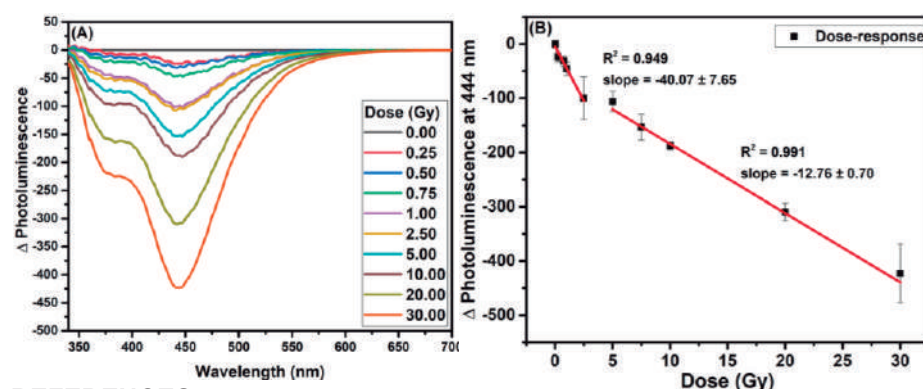 (A)
Δ Photoluminescence
50
0
-50
-100
-150
-200
-250
-300
-350
-400
-450
-500
350 400 450 500 550 600 650 700
Wavelength (nm)
Dose (Gy)
0.00
0.25
0.50
0.75
1.00
2.50
5.00
10.00
20.00
30.00
(B)
Dose-response
R² = 0.949
slope = -40.07 ± 7.65
R² = 0.991
slope = -12.76 ± 0.70
Δ Photoluminescence at 444 nm
0
-100
-200
-300
-400
-500
0 5 10 15 20 25 30
Dose (Gy)